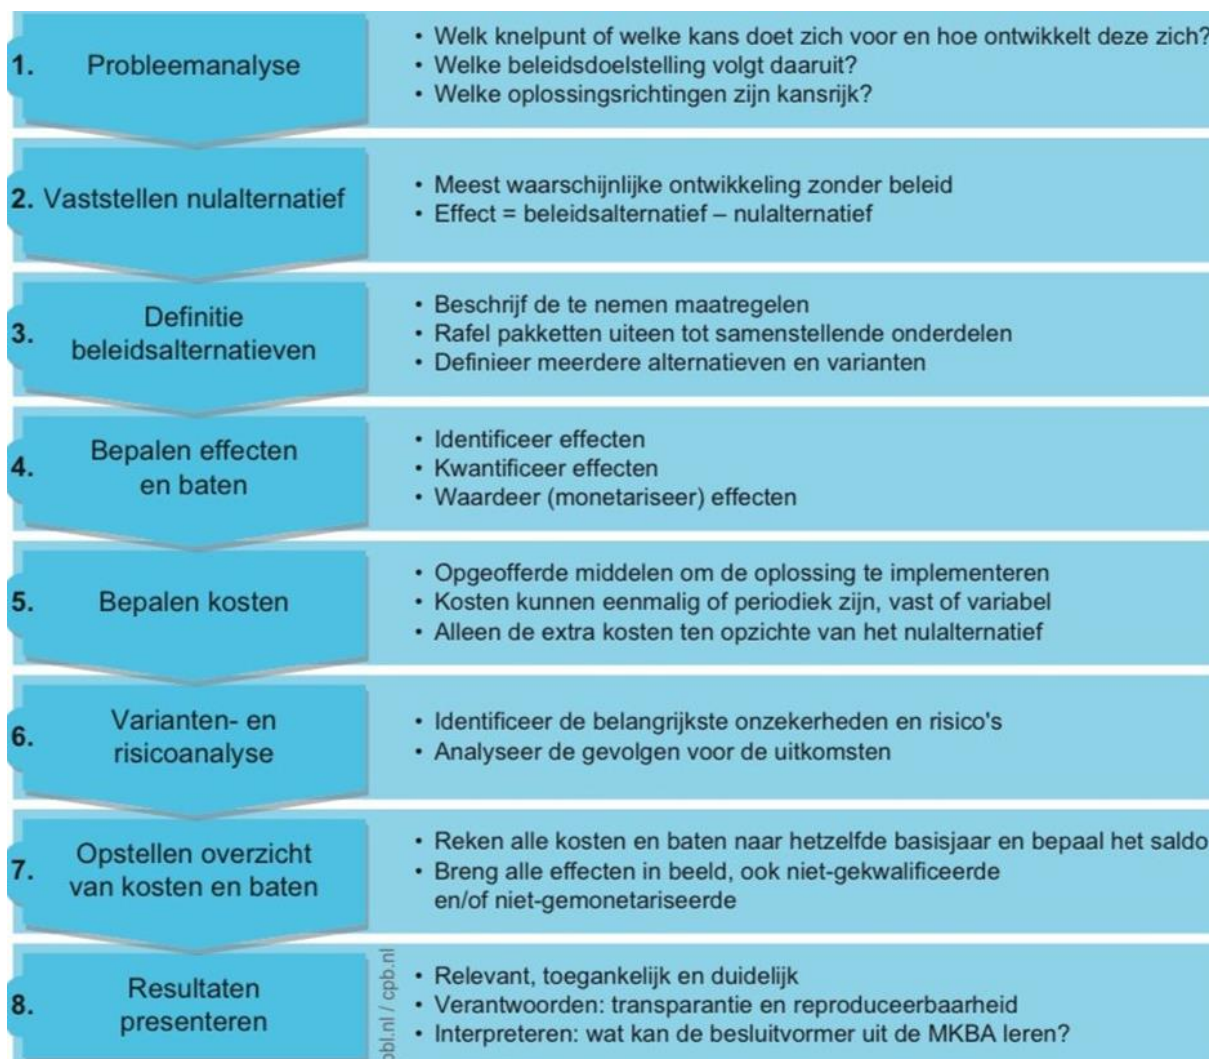 1. Probleemanalyse
• Welk knelpunt of welke kans doet zich voor en hoe ontwikkelt deze zich?
• Welke beleidsdoelstelling volgt daaruit?
• Welke oplossingsrichtingen zijn kansrijk?
2. Vaststellen nulalternatief
• Meest waarschijnlijke ontwikkeling zonder beleid
• Effect = beleidsalternatief – nulalternatief
3. Definitie
beleidsalternatieven
• Beschrijf de te nemen maatregelen
• Rafel pakketten uiteen tot samenstellende onderdelen
• Definieer meerdere alternatieven en varianten
4. Bepalen effecten
en baten
• Identificeer effecten
• Kwantificeer effecten
• Waardeer (monetariseer) effecten
5. Bepalen kosten
• Opgeofferde middelen om de oplossing te implementeren
• Kosten kunnen eenmalig of periodiek zijn, vast of variabel
• Alleen de extra kosten ten opzichte van het nulalternatief
6. Varianten- en
risicoanalyse
• Identificeer de belangrijkste onzekerheden en risico's
• Analyseer de gevolgen voor de uitkomsten
7. Opstellen overzicht
van kosten en baten
• Reken alle kosten en baten naar hetzelfde basisjaar en bepaal het saldo
• Breng alle effecten in beeld, ook niet-gekwalificeerde
en/of niet-gemonetariseerde
8. Resultaten
presenteren
pbl.nl / cpb.nl
• Relevant, toegankelijk en duidelijk
• Verantwoorden: transparantie en reproduceerbaarheid
• Interpreteren: wat kan de besluitvormer uit de MKBA leren?